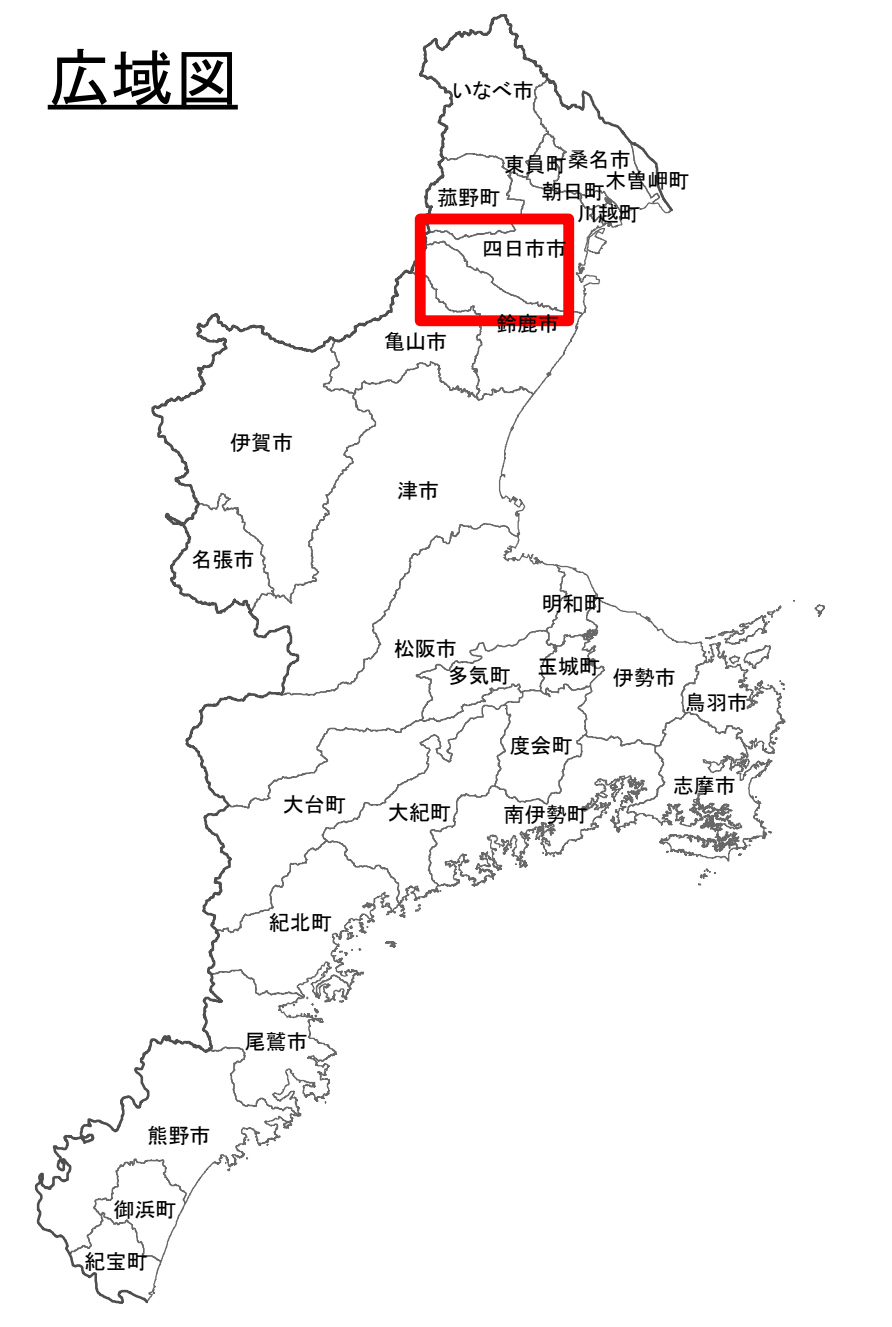 広域図
いなべ市
東員町
桑名市
木曽岬町
朝日町
菰野町
川越町
四日市市
鈴鹿市
亀山市
伊賀市
津市
名張市
明和町
松阪市
多気町
玉城町
伊勢市
鳥羽市
度会町
志摩市
大台町
大紀町
南伊勢町
紀北町
尾鷲市
熊野市
御浜町
紀宝町